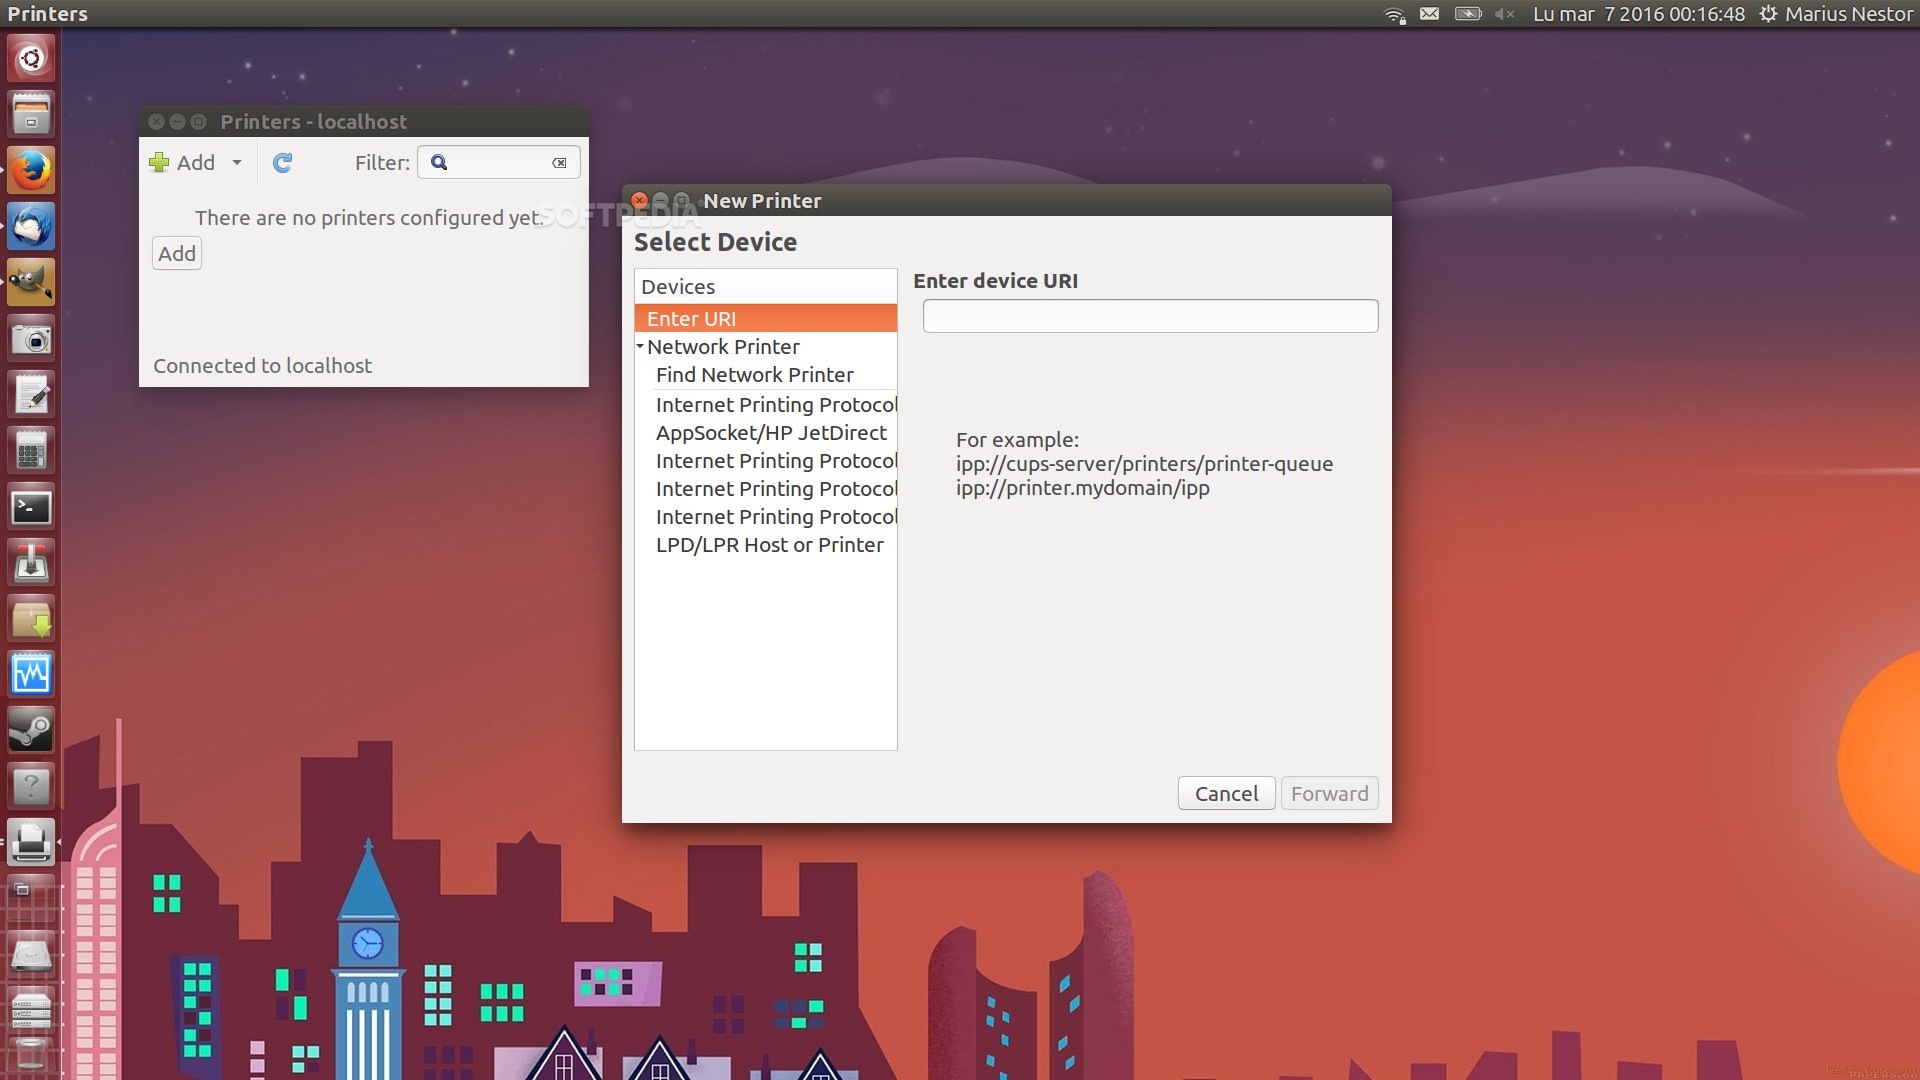 Printers
Lu mar 7 2016 00:16:48
Marius Nestor
Printers - localhost
Add
Filter:
There are no printers configured yet.
Add
Connected to localhost
SOFTPEDIA
New Printer
Select Device
Devices
Enter URI
Network Printer
Find Network Printer
Internet Printing Protocol
AppSocket/HP JetDirect
Internet Printing Protocol
Internet Printing Protocol
Internet Printing Protocol
LPD/LPR Host or Printer
Enter device URI
For example:
ipp://cups-server/printers/printer-queue
ipp://printer.mydomain/ipp
Cancel
Forward